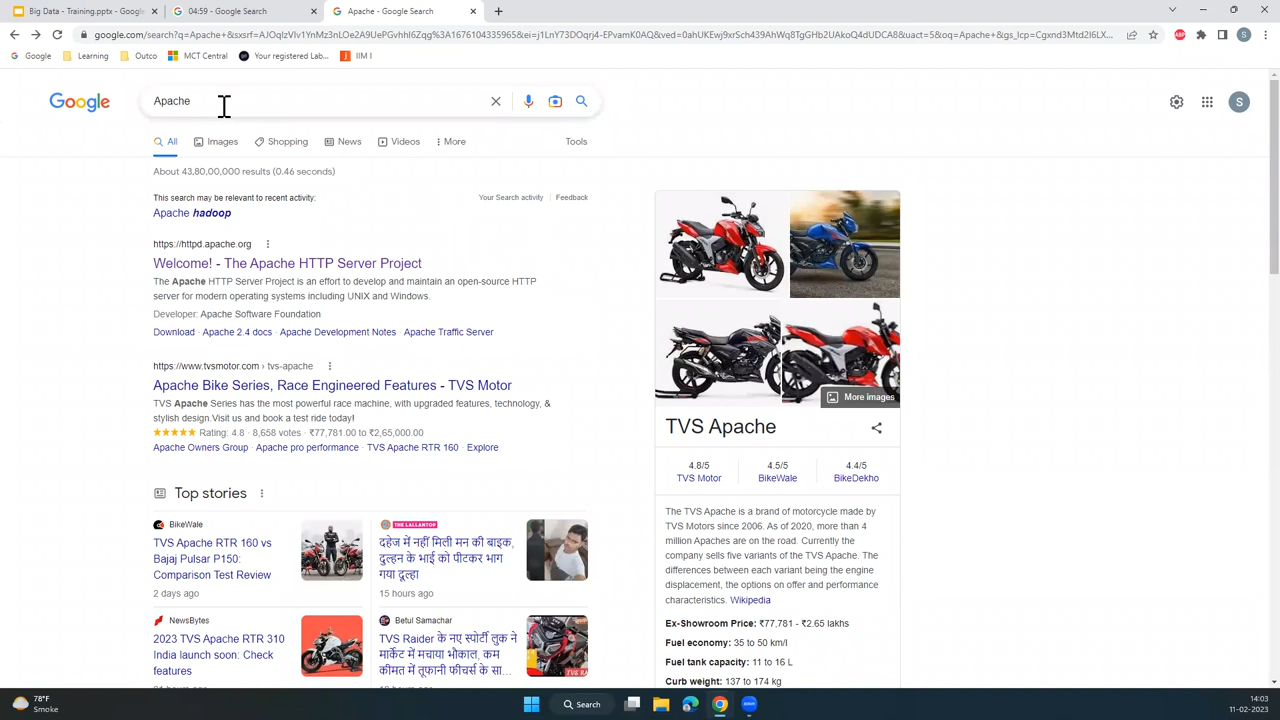 Big Data - Training.pptx - Google
04:59 - Google Search
Apache - Google Search
google.com/search?q=Apache+&sxsrf=AJOqlzVIv1YnMz3nLOe2A9UePGvhhI6Zqg%3A1676104335965&ei=j1LnY73DOqrj4-EPvamK0AQ&ved=0ahUKEwj9xrSch439AhWq8TgGHb2UAkoQ4dUDCA8&uact=5&oq=Apache+&gs_lcp=Cgxnd3Mtd2l6LX...
Google
Learning
Outco
MCT Central
Your registered Lab...
IIM I
Google
Apache
All
Images
Shopping
News
Videos
More
Tools
About 43,80,00,000 results (0.46 seconds)
This search may be relevant to recent activity:
Your Search activity
Feedback
Apache hadoop
https://httpd.apache.org
Welcome! - The Apache HTTP Server Project
The Apache HTTP Server Project is an effort to develop and maintain an open-source HTTP
server for modern operating systems including UNIX and Windows.
Developer: Apache Software Foundation
Download · Apache 2.4 docs · Apache Development Notes · Apache Traffic Server
https://www.tvsmotor.com › tvs-apache
Apache Bike Series, Race Engineered Features - TVS Motor
TVS Apache Series has the most powerful race machine, with upgraded features, technology, &
stylish design.Visit us and book a test ride today!
Rating: 4.8 · 8,658 votes · ₹77,781.00 to ₹2,65,000.00
Apache Owners Group · Apache pro performance · TVS Apache RTR 160 · Explore
Top stories
BikeWale
TVS Apache RTR 160 vs
Bajaj Pulsar P150:
Comparison Test Review
2 days ago
THE LALLANTOP
दहेज में नहीं मिली मन की बाइक,
दुल्हन के भाई को पीटकर भाग
गया दूल्हा
15 hours ago
NewsBytes
2023 TVS Apache RTR 310
India launch soon: Check
features
Betul Samachar
TVS Raider के नए स्पोर्टी लुक ने
मार्केट में मचाया भौकाल, कम
कीमत में तूफानी फीचर्स के सा...
More images
TVS Apache
4.8/5
TVS Motor
4.5/5
BikeWale
4.4/5
BikeDekho
The TVS Apache is a brand of motorcycle made by
TVS Motors since 2006. As of 2020, more than 4
million Apaches are on the road. Currently the
company sells five variants of the TVS Apache. The
differences between each variant being the engine
displacement, the options on offer and performance
characteristics. Wikipedia
Ex-Showroom Price: ₹77,781 - ₹2.65 lakhs
Fuel economy: 35 to 50 km/l
Fuel tank capacity: 11 to 16 L
Curb weight: 137 to 174 kg
78°F
Smoke
Search
14:03
11-02-2023